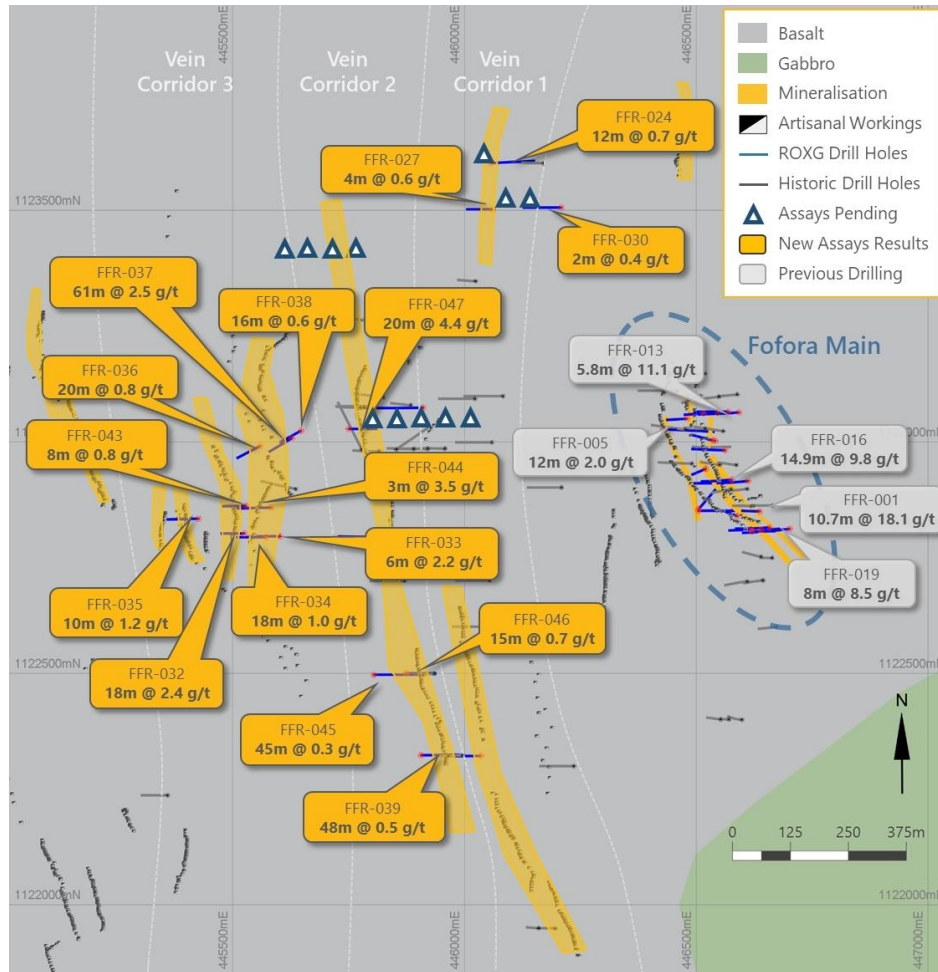 445500mE
446000mE
446500mE
Vein
Corridor 3
Vein
Corridor 2
Vein
Corridor 1
Basalt
Gabbro
Mineralisation
Artisanal Workings
ROXG Drill Holes
Historic Drill Holes
Assays Pending
New Assays Results
Previous Drilling
FFR-024
12m @ 0.7 g/t
FFR-027
4m @ 0.6 g/t
1123500mN
FFR-030
2m @ 0.4 g/t
FFR-037
61m @ 2.5 g/t
FFR-038
16m @ 0.6 g/t
FFR-047
20m @ 4.4 g/t
Fofora Main
FFR-013
5.8m @ 11.1 g/t
FFR-036
20m @ 0.8 g/t
FFR-043
8m @ 0.8 g/t
FFR-005
12m @ 2.0 g/t
FFR-016
14.9m @ 9.8 g/t
FFR-044
3m @ 3.5 g/t
FFR-001
10.7m @ 18.1 g/t
FFR-033
6m @ 2.2 g/t
FFR-019
8m @ 8.5 g/t
FFR-035
10m @ 1.2 g/t
FFR-034
18m @ 1.0 g/t
FFR-046
15m @ 0.7 g/t
FFR-032
18m @ 2.4 g/t
1122500mN
1122500mN
FFR-045
45m @ 0.3 g/t
N
FFR-039
48m @ 0.5 g/t
0 125 250 375m
1122000mN
1122000mN
445500mE
446000mE
446500mE
447000mE